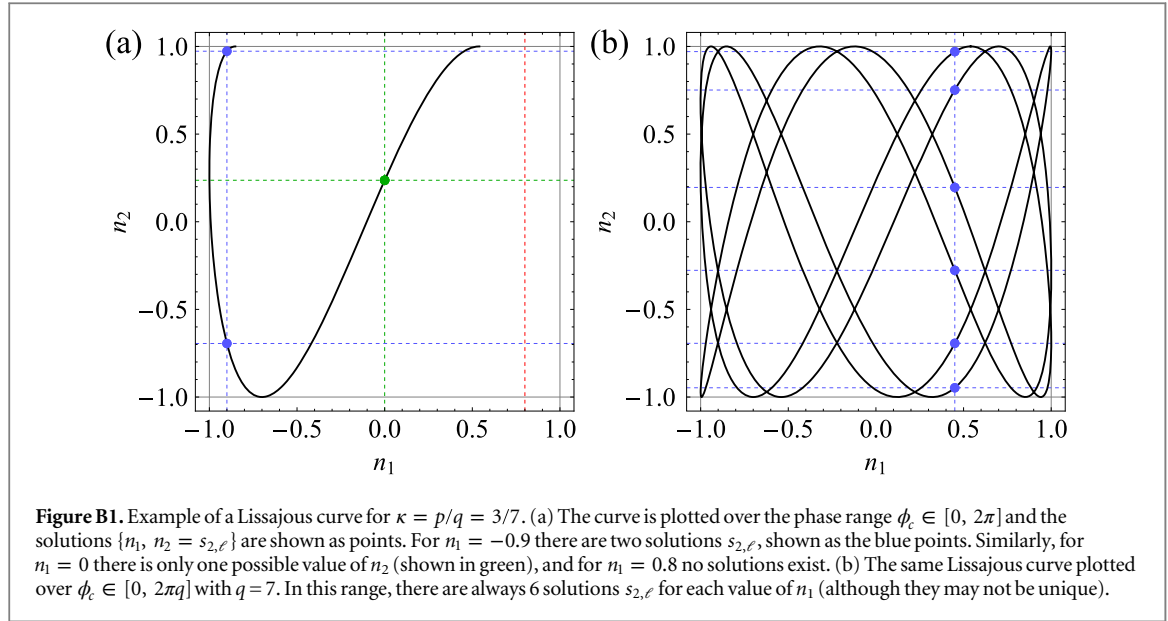 (a)
1.0
0.5
0.0
−0.5
−1.0
n2
−1.0 −0.5 0.0 0.5 1.0
n1
(b)
1.0
0.5
0.0
−0.5
−1.0
n2
−1.0 −0.5 0.0 0.5 1.0
n1
Figure B1. Example of a Lissajous curve for κ = p/q = 3/7. (a) The curve is plotted over the phase range ϕc ∈ [0, 2π] and the
solutions {n1, n2 = s2,ℓ} are shown as points. For n1 = −0.9 there are two solutions s2,ℓ, shown as the blue points. Similarly, for
n1 = 0 there is only one possible value of n2 (shown in green), and for n1 = 0.8 no solutions exist. (b) The same Lissajous curve plotted
over ϕc ∈ [0, 2πq] with q = 7. In this range, there are always 6 solutions s2,ℓ for each value of n1 (although they may not be unique).